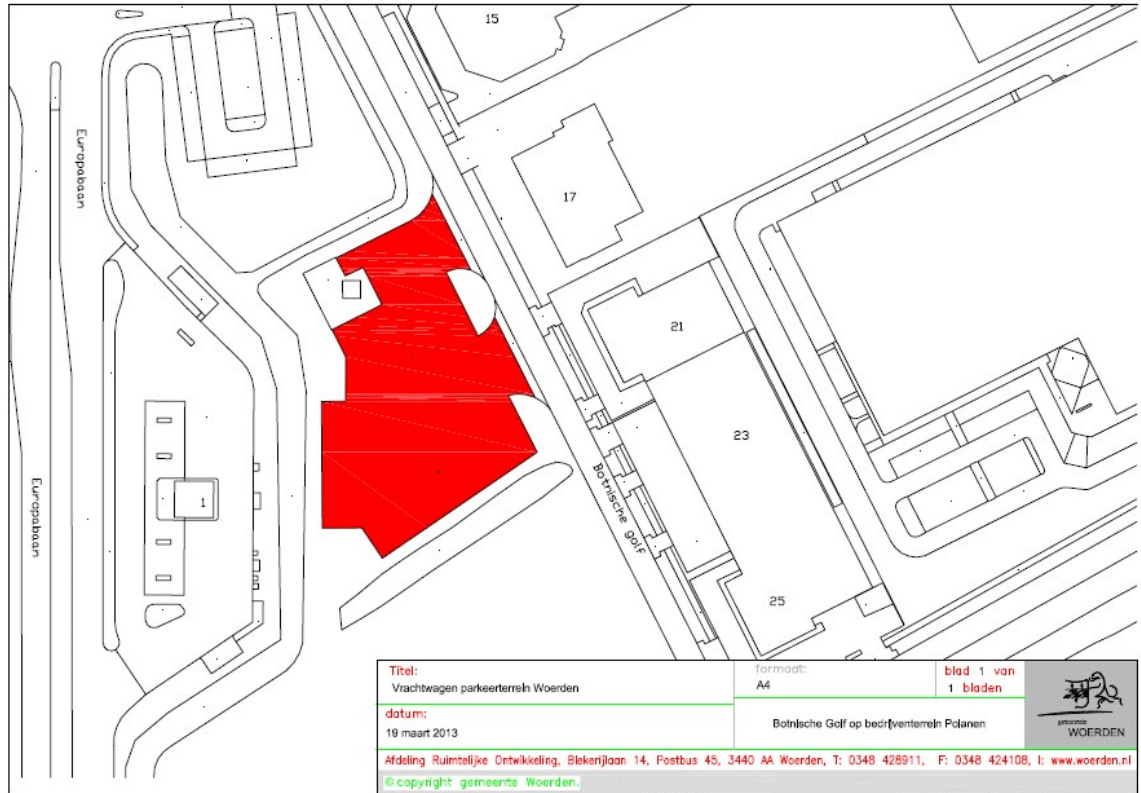 15
Europabaan
17
21
23
Europabaan
1
Botnische golf
25
Titel:
Vrachtwagen parkeerterrein Woerden
formaat:
A4
blad 1 van
1 bladen
datum:
19 maart 2013
Botnische Golf op bedrijventerrein Polanen
gemeente
WOERDEN
Afdeling Ruimtelijke Ontwikkeling, Blekerijlaan 14, Postbus 45, 3440 AA Woerden, T: 0348 428911, F: 0348 424108, I: www.woerden.nl
© copyright gemeente Woerden.